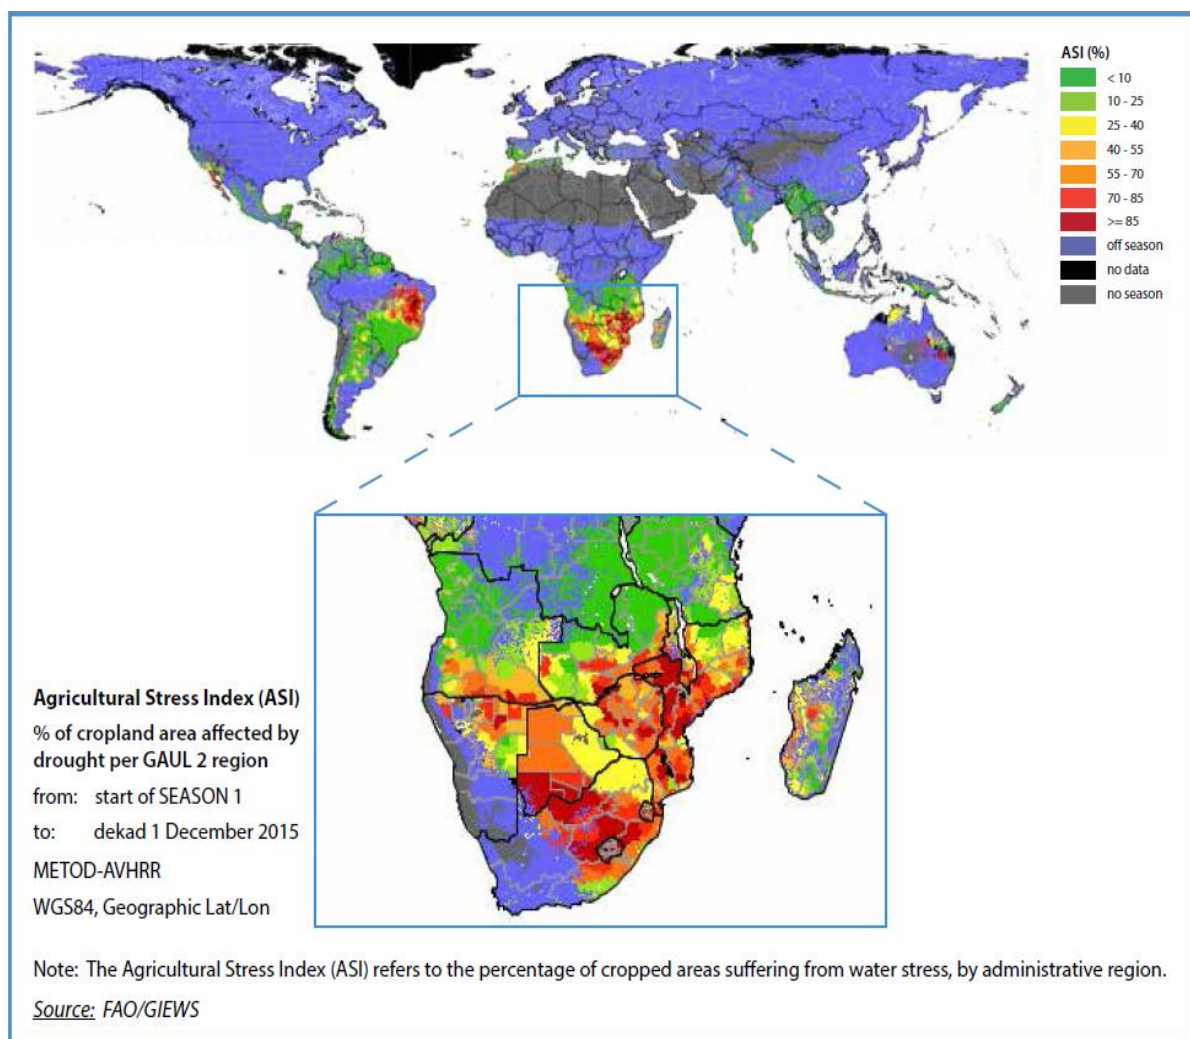 ASI (%)
< 10
10 - 25
25 - 40
40 - 55
55 - 70
70 - 85
>= 85
off season
no data
no season
Agricultural Stress Index (ASI)
% of cropland area affected by
drought per GAUL 2 region
from: start of SEASON 1
to: dekad 1 December 2015
METOD-AVHRR
WGS84, Geographic Lat/Lon
Note: The Agricultural Stress Index (ASI) refers to the percentage of cropped areas suffering from water stress, by administrative region.
Source: FAO/GIEWS